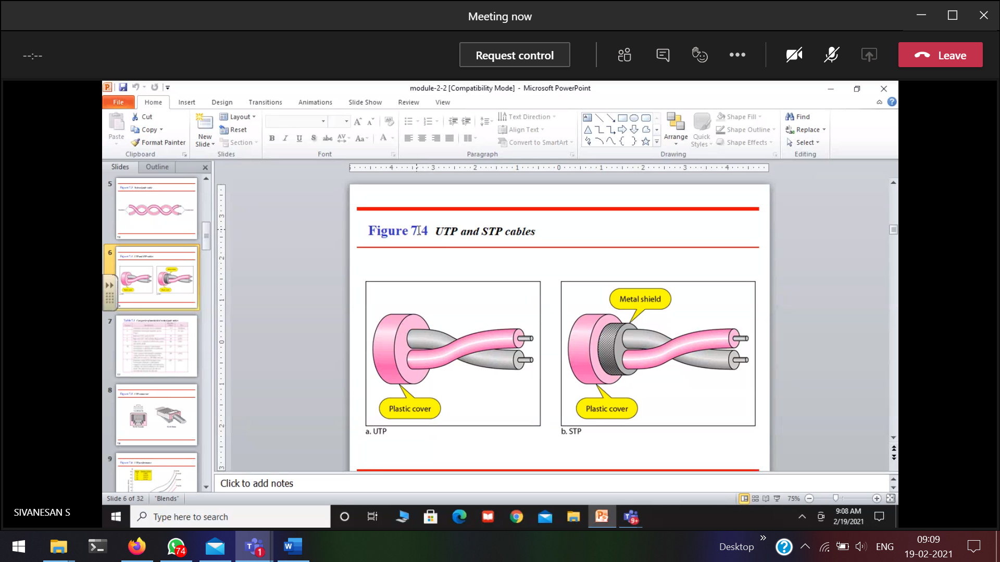 Meeting now
--:--
Request control
Leave
module-2-2 [Compatibility Mode] - Microsoft PowerPoint
File Home Insert Design Transitions Animations Slide Show Review View
Paste
Cut
Copy
Format Painter
Clipboard
New
Slide
Layout
Reset
Section
Slides
Font
Text Direction
Align Text
Convert to SmartArt
Paragraph
Arrange
Quick
Styles
Shape Fill
Shape Outline
Shape Effects
Drawing
Find
Replace
Select
Editing
Slides Outline
5
6
7
8
9
Figure 7.4 UTP and STP cables
Metal shield
Plastic cover
Plastic cover
a. UTP
b. STP
Click to add notes
Slide 6 of 32 "Blends"
75%
SIVANESAN S
Type here to search
9+
9:08 AM
2/19/2021
74
1
Desktop
ENG
09:09
19-02-2021